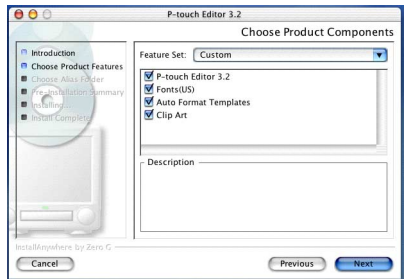 P-touch Editor 3.2
Choose Product Components
Introduction
Choose Product Features
Choose Alias Folder
Pre-Installation Summary
Installing...
Install Complete
Feature Set: Custom
P-touch Editor 3.2
Fonts(US)
Auto Format Templates
Clip Art
Description
InstallAnywhere by Zero G
Cancel
Previous
Next